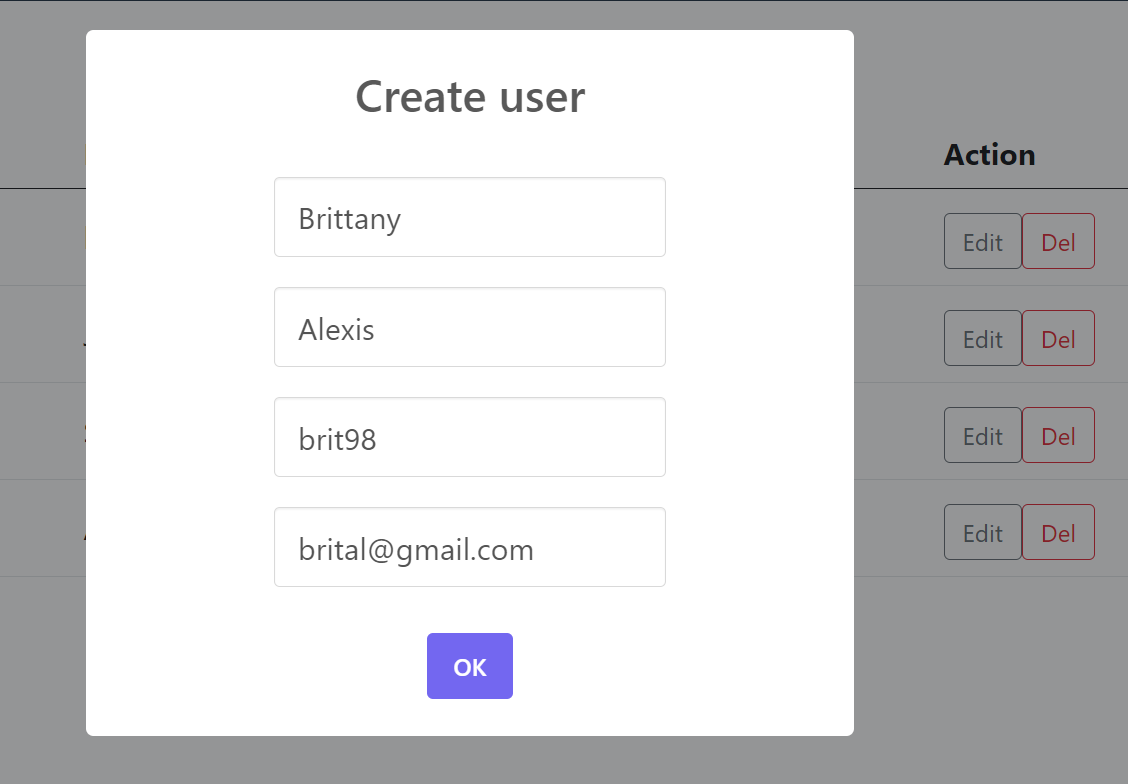 Create user
Action
Brittany
Edit Del
Alexis
Edit Del
brit98
Edit Del
brital@gmail.com
Edit Del
OK